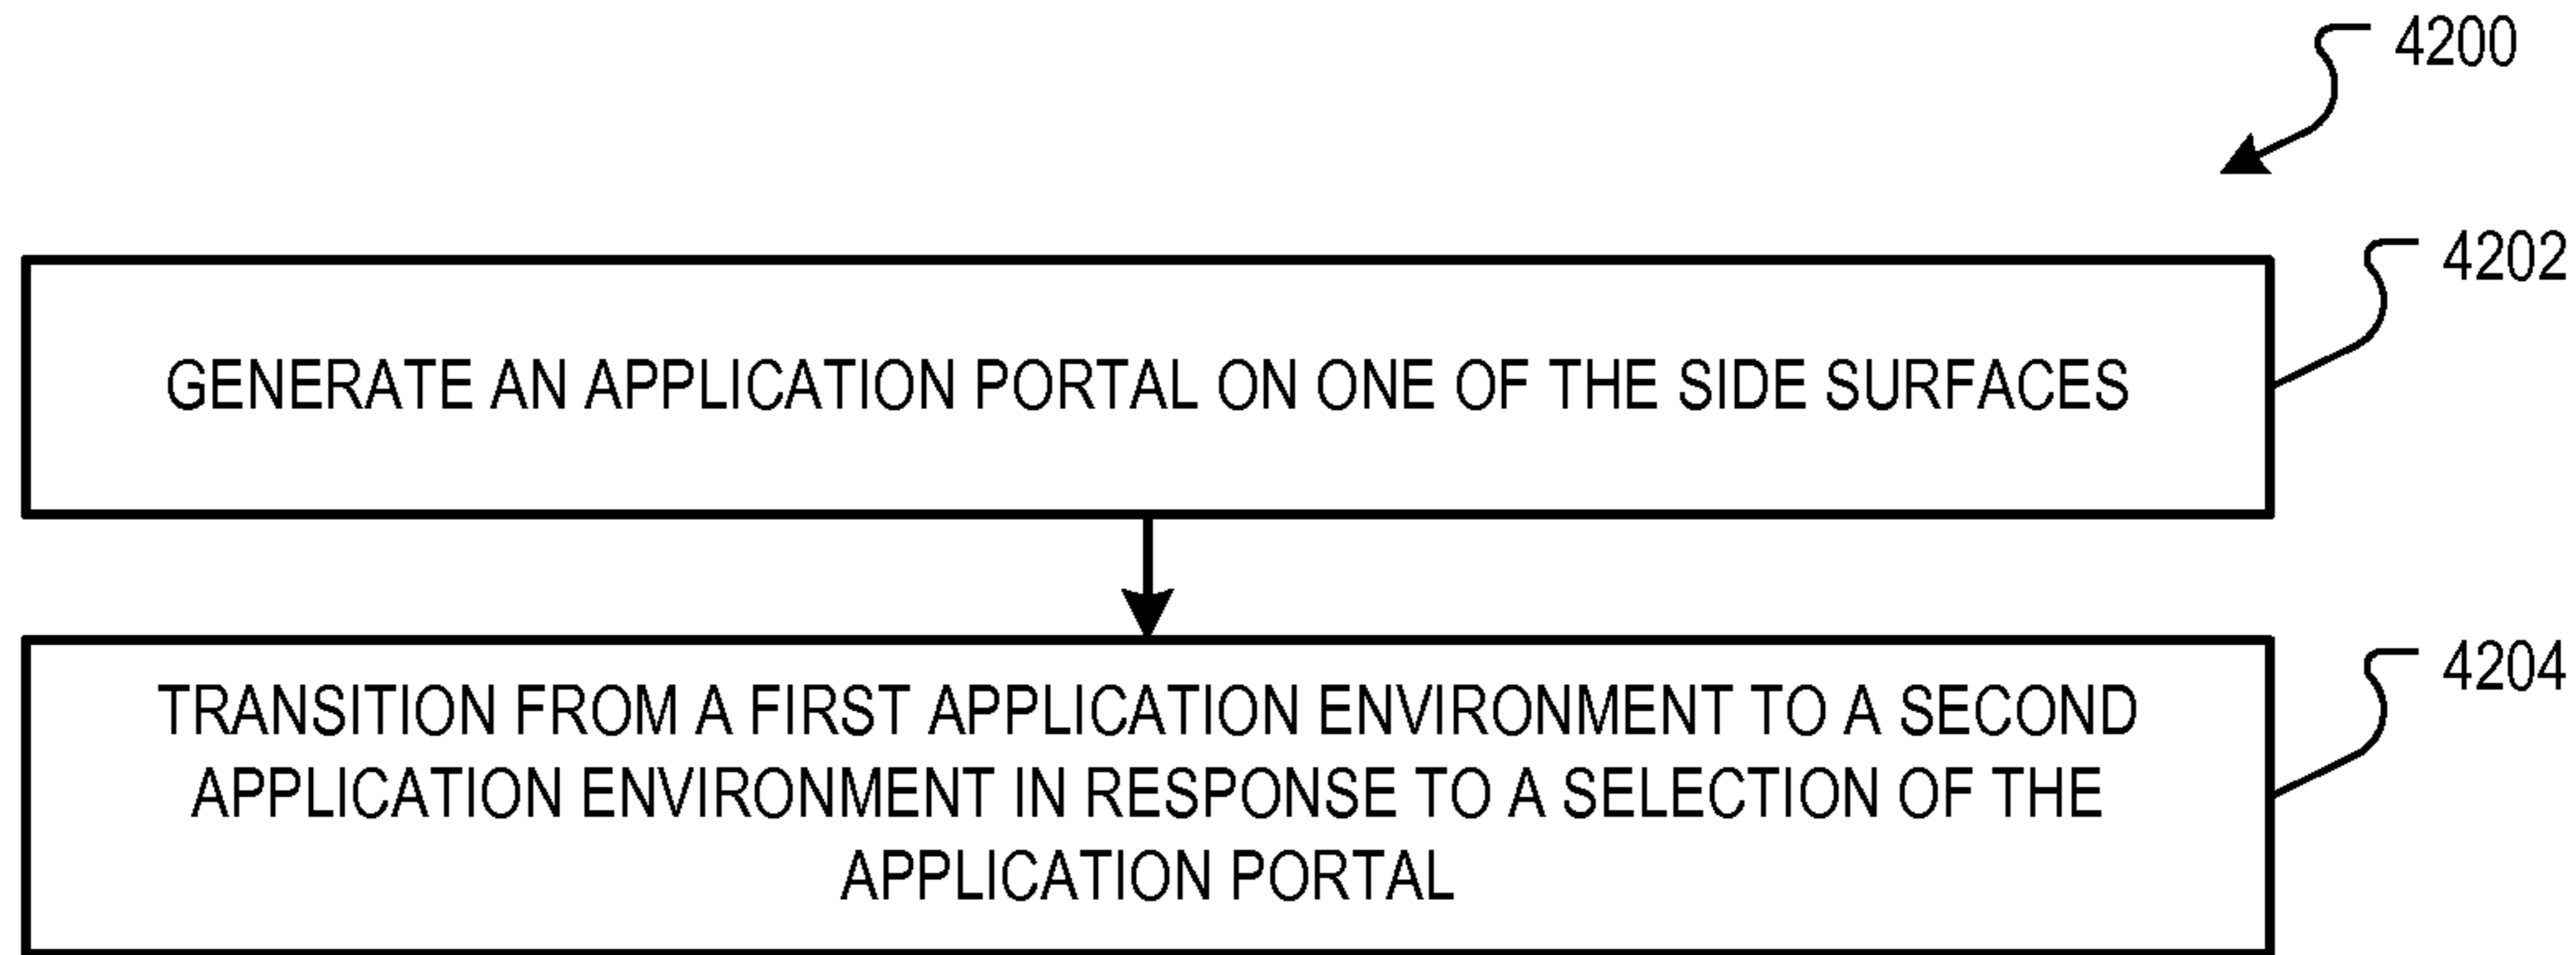 4200
4202
GENERATE AN APPLICATION PORTAL ON ONE OF THE SIDE SURFACES
4204
TRANSITION FROM A FIRST APPLICATION ENVIRONMENT TO A SECOND
APPLICATION ENVIRONMENT IN RESPONSE TO A SELECTION OF THE
APPLICATION PORTAL